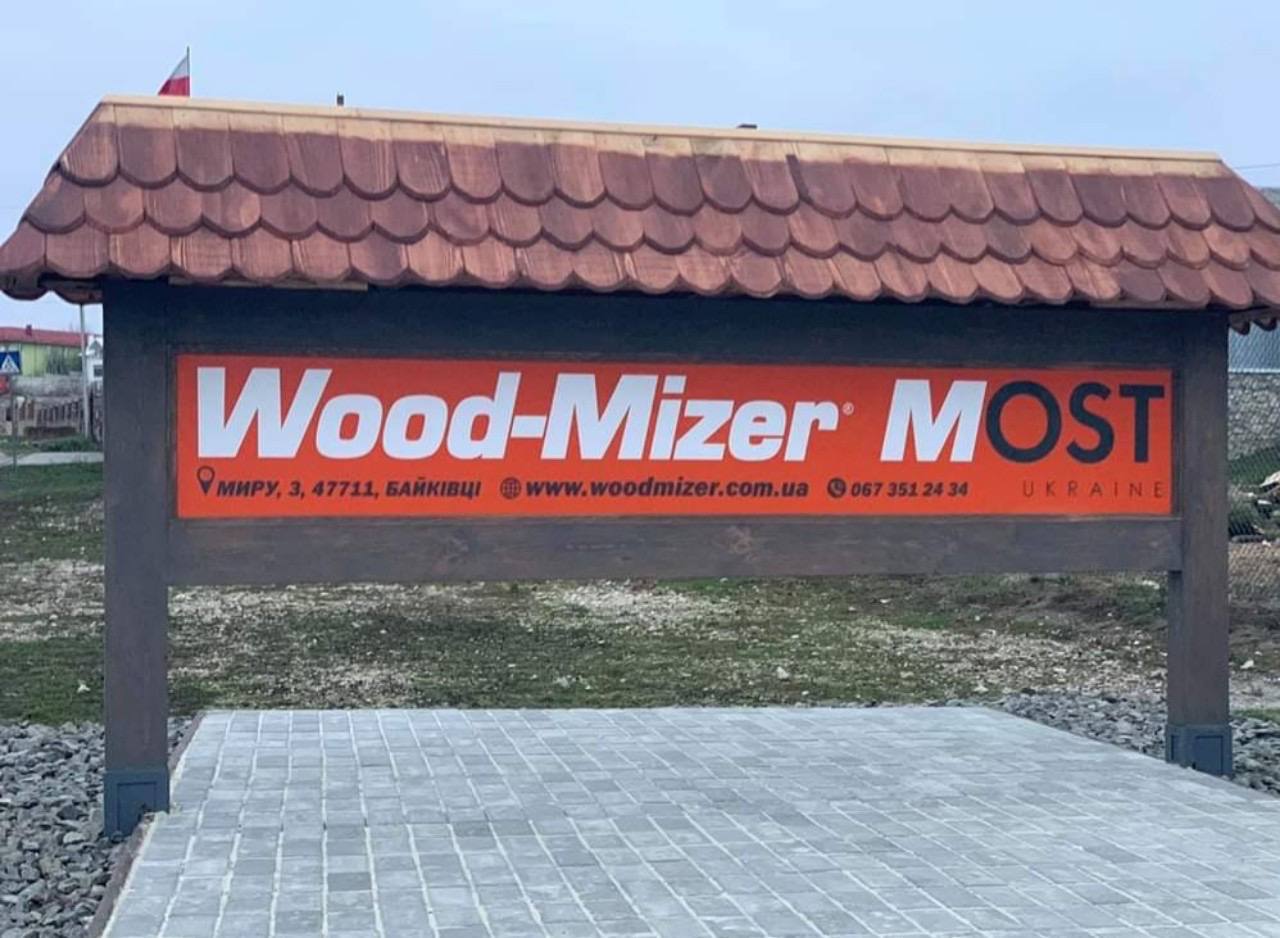 Wood-Mizer® MOST
МИРУ, 3, 47711, БАЙКІВЦІ www.woodmizer.com.ua 067 351 24 34 UKRAINE